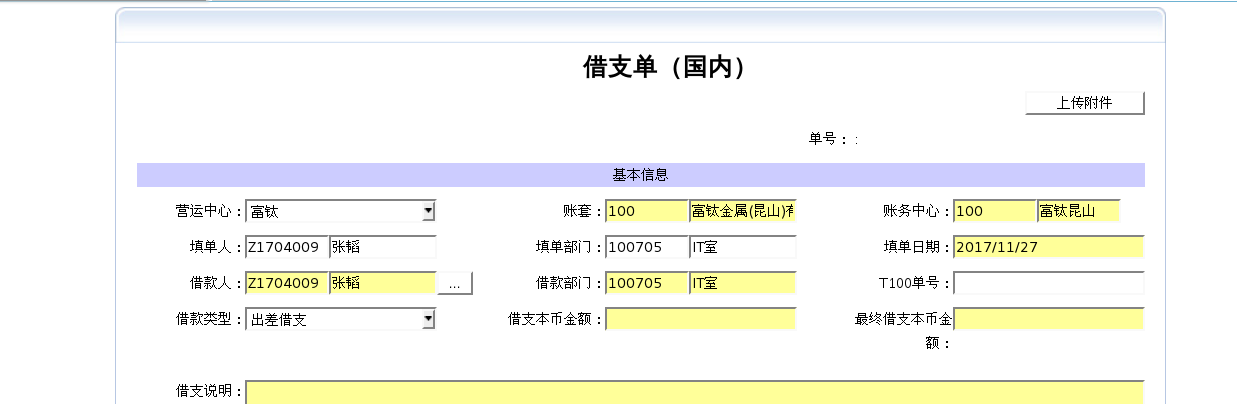 借支单（国内）
上传附件
单号： :
基本信息
营运中心： 富钛 账套： 100 富钛金属(昆山)有 账务中心： 100 富钛昆山
填单人： Z1704009 张韬 填单部门： 100705 IT室 填单日期： 2017/11/27
借款人： Z1704009 张韬 ... 借款部门： 100705 IT室 T100单号：
借款类型： 出差借支 借支本币金额： 最终借支本币金
额：
借支说明：